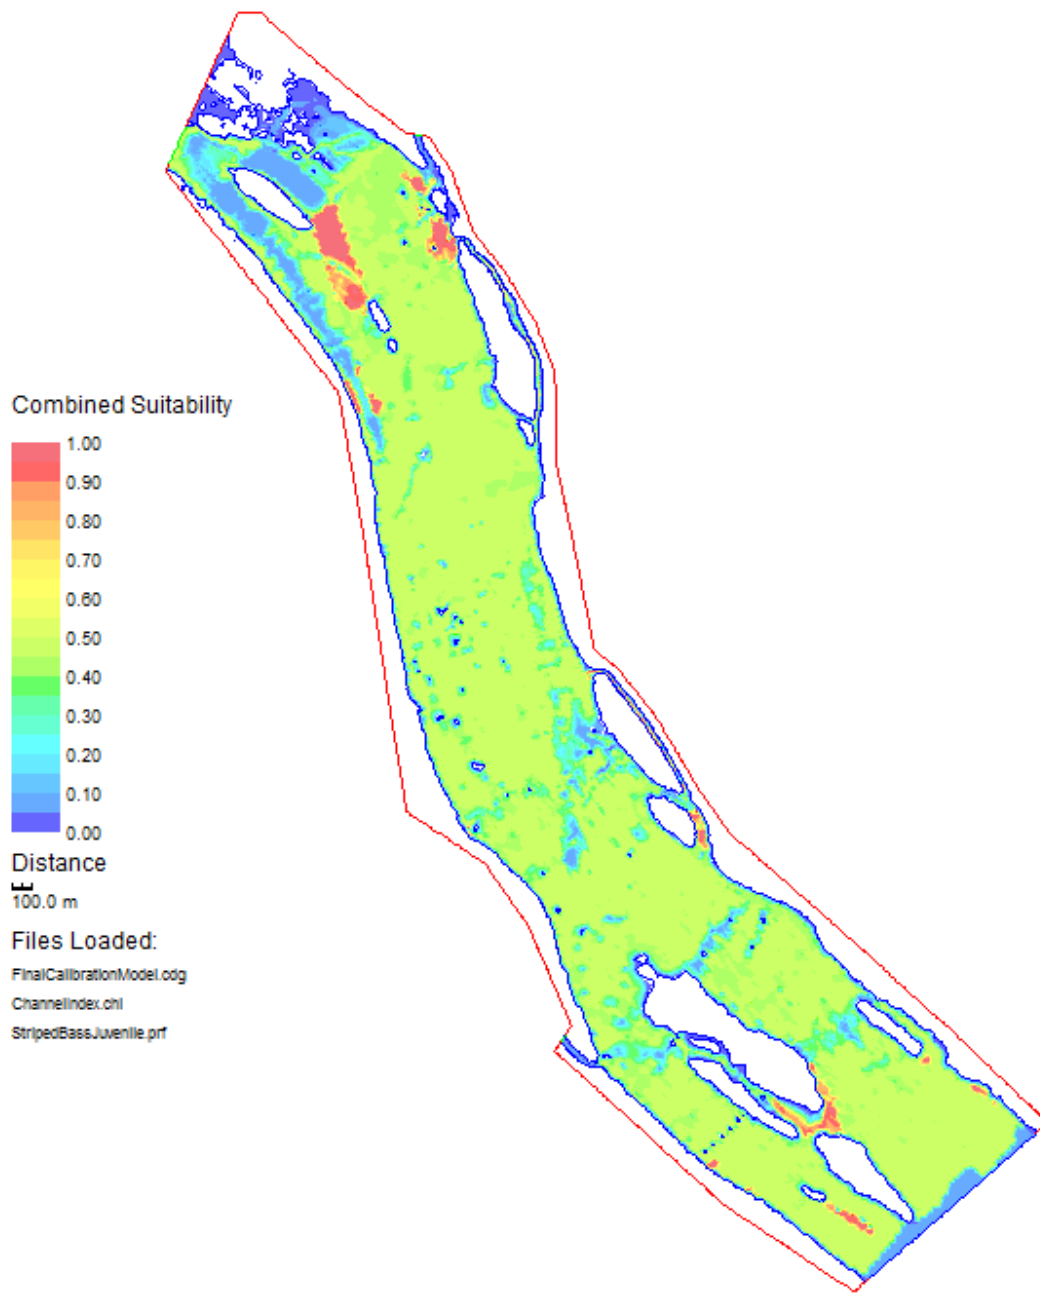 Combined Suitability
1.00
0.90
0.80
0.70
0.60
0.50
0.40
0.30
0.20
0.10
0.00
Distance
100.0 m
Files Loaded:
FinalCalibrationModel.cdg
ChannelIndex.chi
StripedBassJuvenile.prf